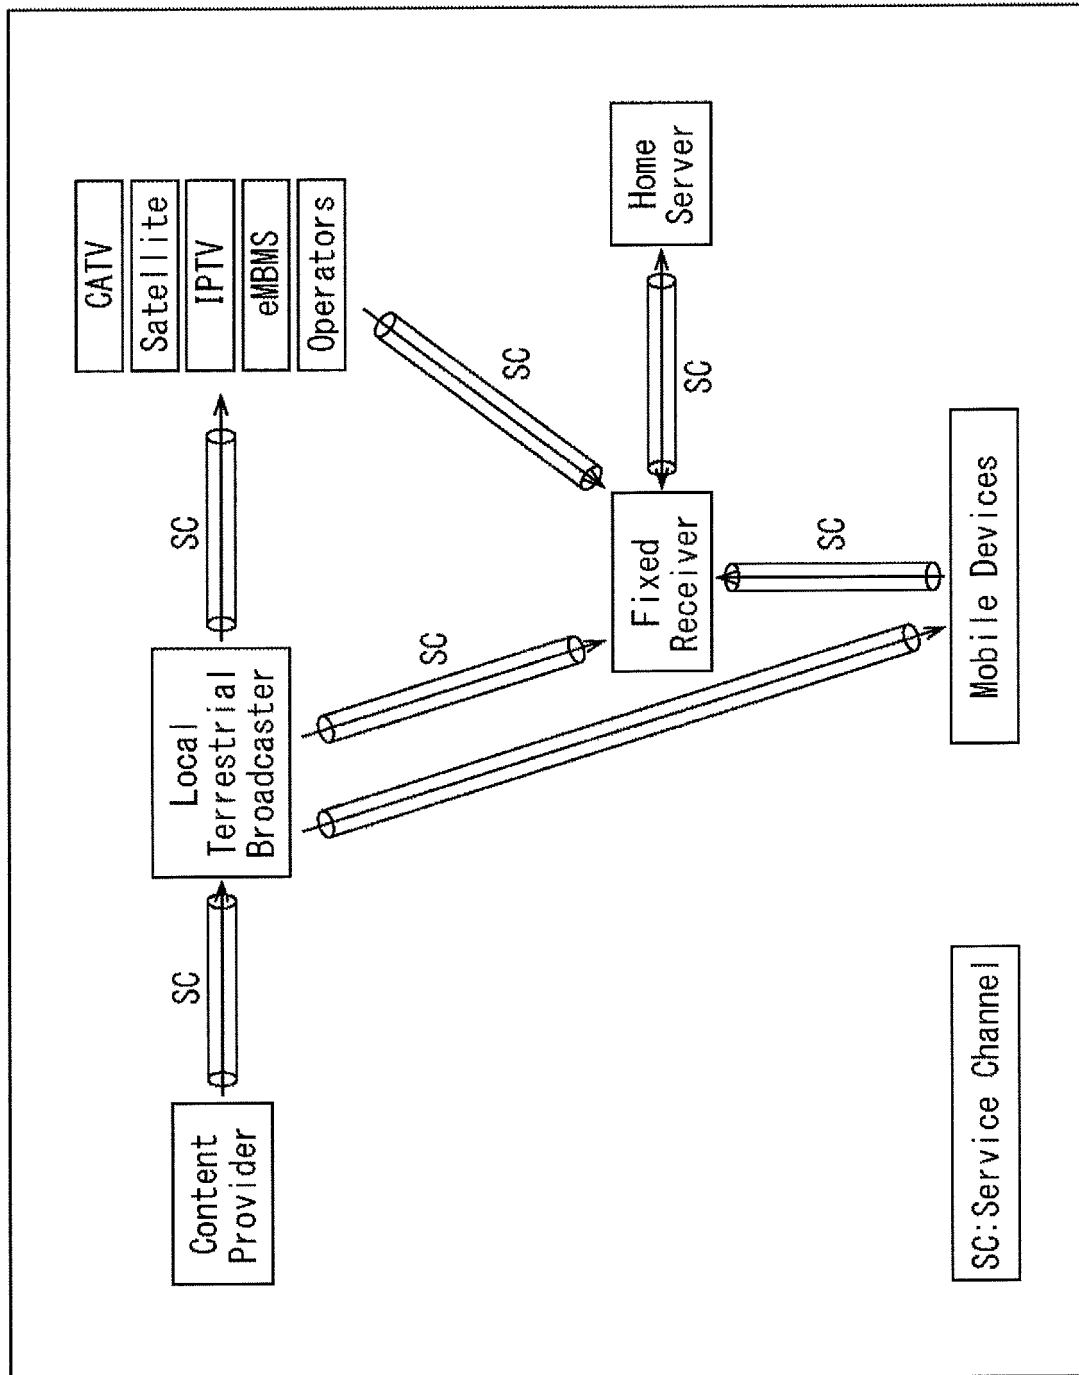 Content
Provider
SC
Local
Terrestrial
Broadcaster
SC
CATV
Satellite
IPTV
eMBMS
Operators
SC
SC
Fixed
Receiver
SC
Home
Server
SC
Mobile Devices
SC:Service Channel